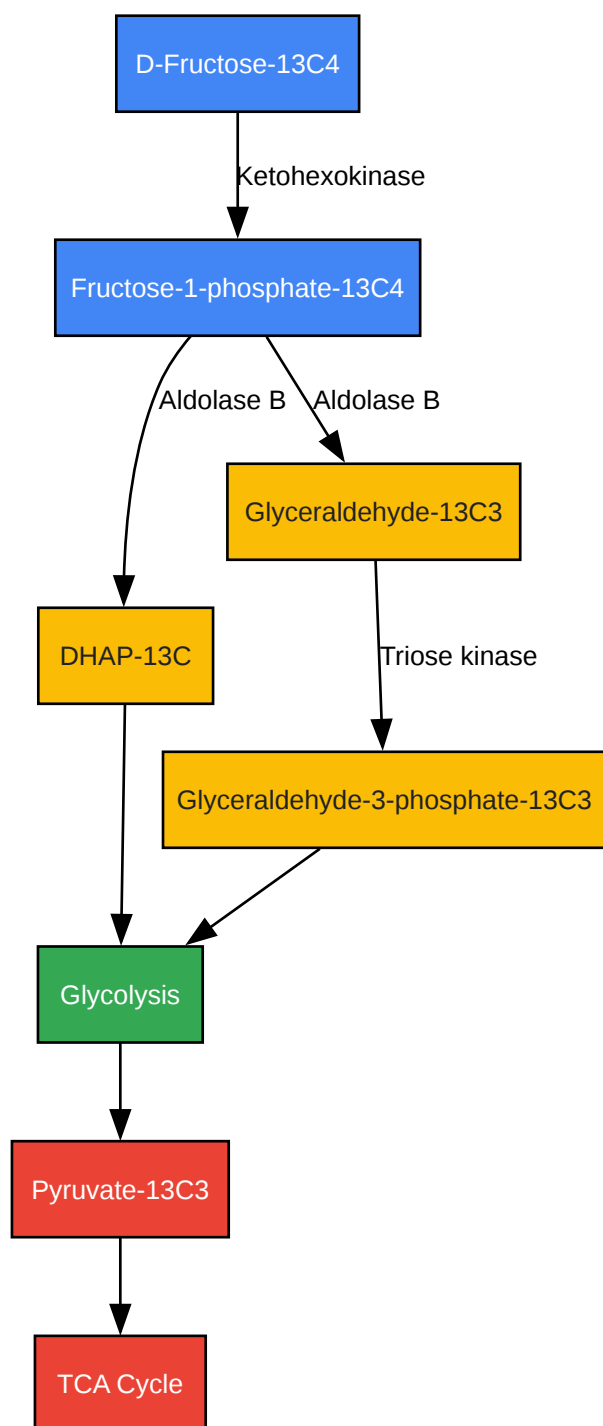 D-Fructose-13C4
Ketohexokinase
Fructose-1-phosphate-13C4
Aldolase B
Aldolase B
Glyceraldehyde-13C3
DHAP-13C
Triose kinase
Glyceraldehyde-3-phosphate-13C3
Glycolysis
Pyruvate-13C3
TCA Cycle